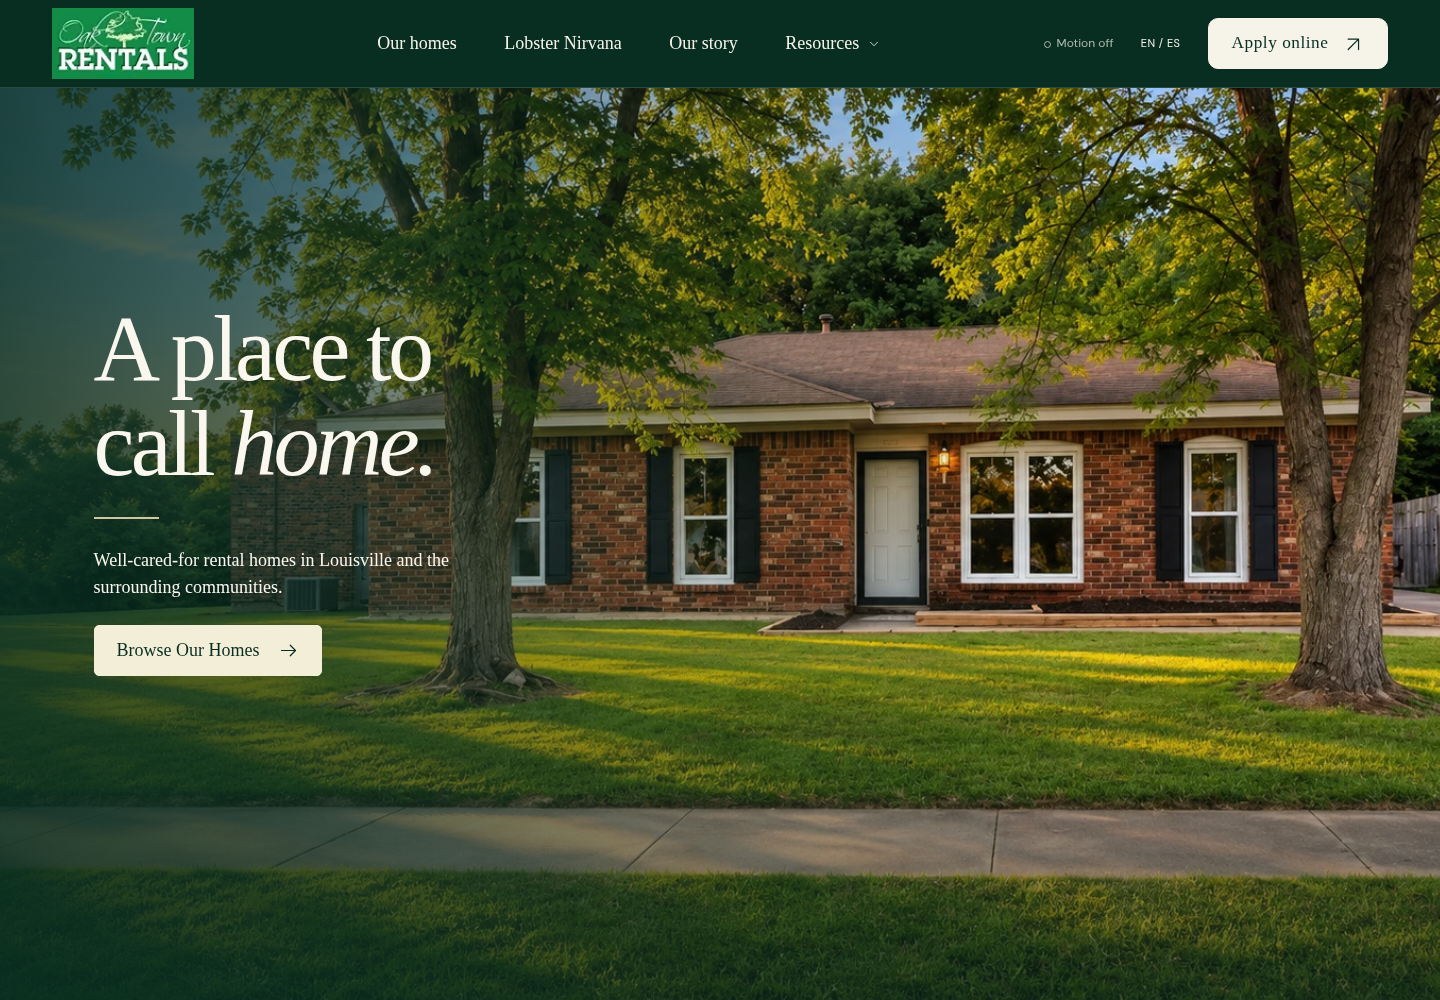 Oak Town
RENTALS
Our homes
Lobster Nirvana
Our story
Resources
Motion off
EN / ES
Apply online
A place to
call home.
Well-cared-for rental homes in Louisville and the
surrounding communities.
Browse Our Homes